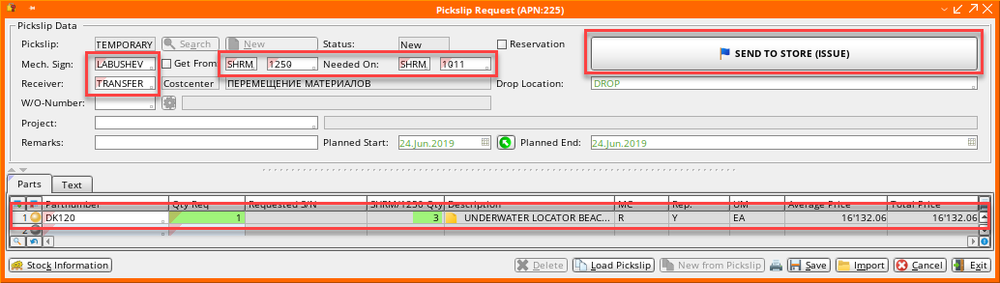 Pickslip Request (APN:225)
Pickslip Data
Pickslip: TEMPORARY Search New Status: New Reservation
SEND TO STORE (ISSUE)
Mech. Sign: LABUSHEV Get From: SHRM 1250 Needed On: SHRM 1011
Receiver: TRANSFER Costcenter ПЕРЕМЕЩЕНИЕ МАТЕРИАЛОВ Drop Location: DROP
W/O-Number:
Project:
Remarks: Planned Start: 24.Jun.2019 Planned End: 24.Jun.2019
Parts Text
Partnumber Qty Req Requested S/N SHRM/1250 Qty Description MC Rep. UM Average Price Total Price
1 DK120 1 3 UNDERWATER LOCATOR BEAC... R Y EA 16'132.06 16'132.06
2
Stock Information Delete Load Pickslip New from Pickslip Save Import Cancel Exit